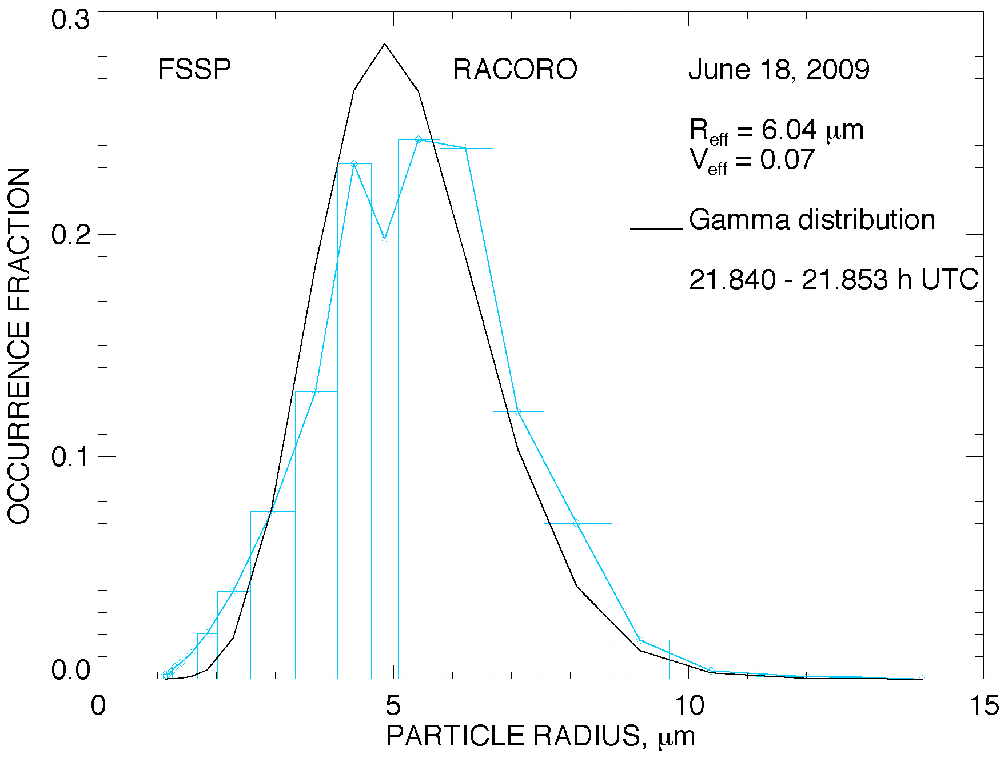 0.3
FSSP RACORO June 18, 2009
Reff = 6.04 μm
Veff = 0.07
Gamma distribution
0.2
21.840 - 21.853 h UTC
OCCURRENCE FRACTION
0.1
0.0
0 5 10 15
PARTICLE RADIUS, μm